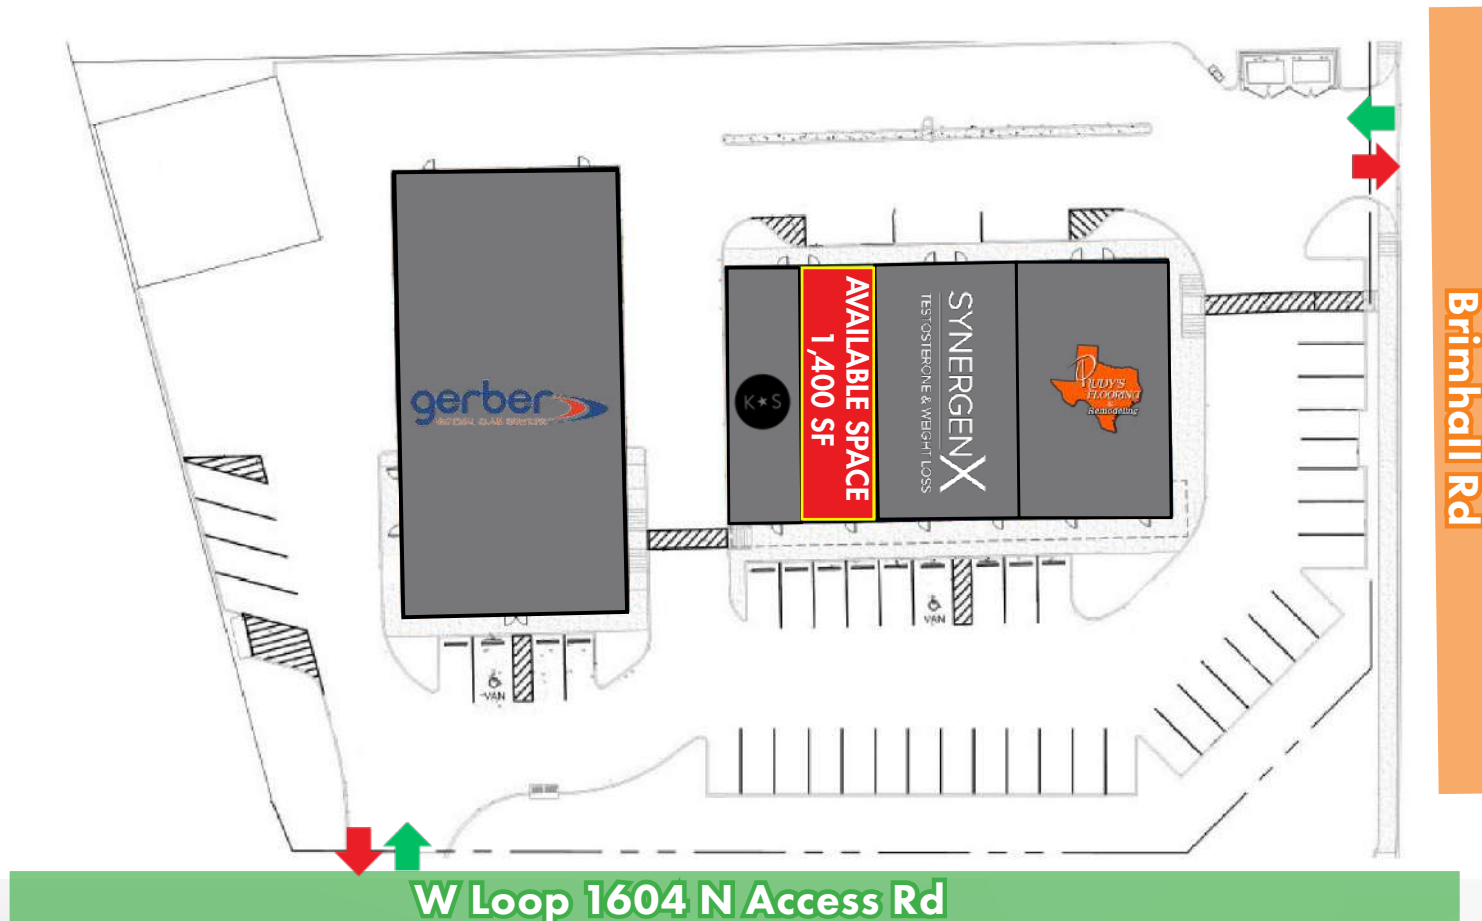 Brimhall Rd
gerber
K★S
AVAILABLE SPACE
1,400 SF
SYNERGENX
TESTOSTERONE & WEIGHT LOSS
RUDY'S
FLOORING
&
Remodeling
VAN
VAN
W Loop 1604 N Access Rd